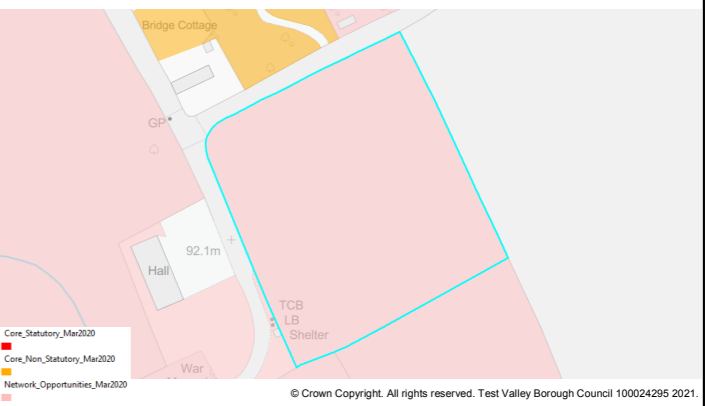 Bridge Cottage
GP
92.1m
Hall
TCB
LB
Shelter
War
Core_Statutory_Mar2020
Core_Non_Statutory_Mar2020
Network_Opportunities_Mar2020
© Crown Copyright. All rights reserved. Test Valley Borough Council 100024295 2021.